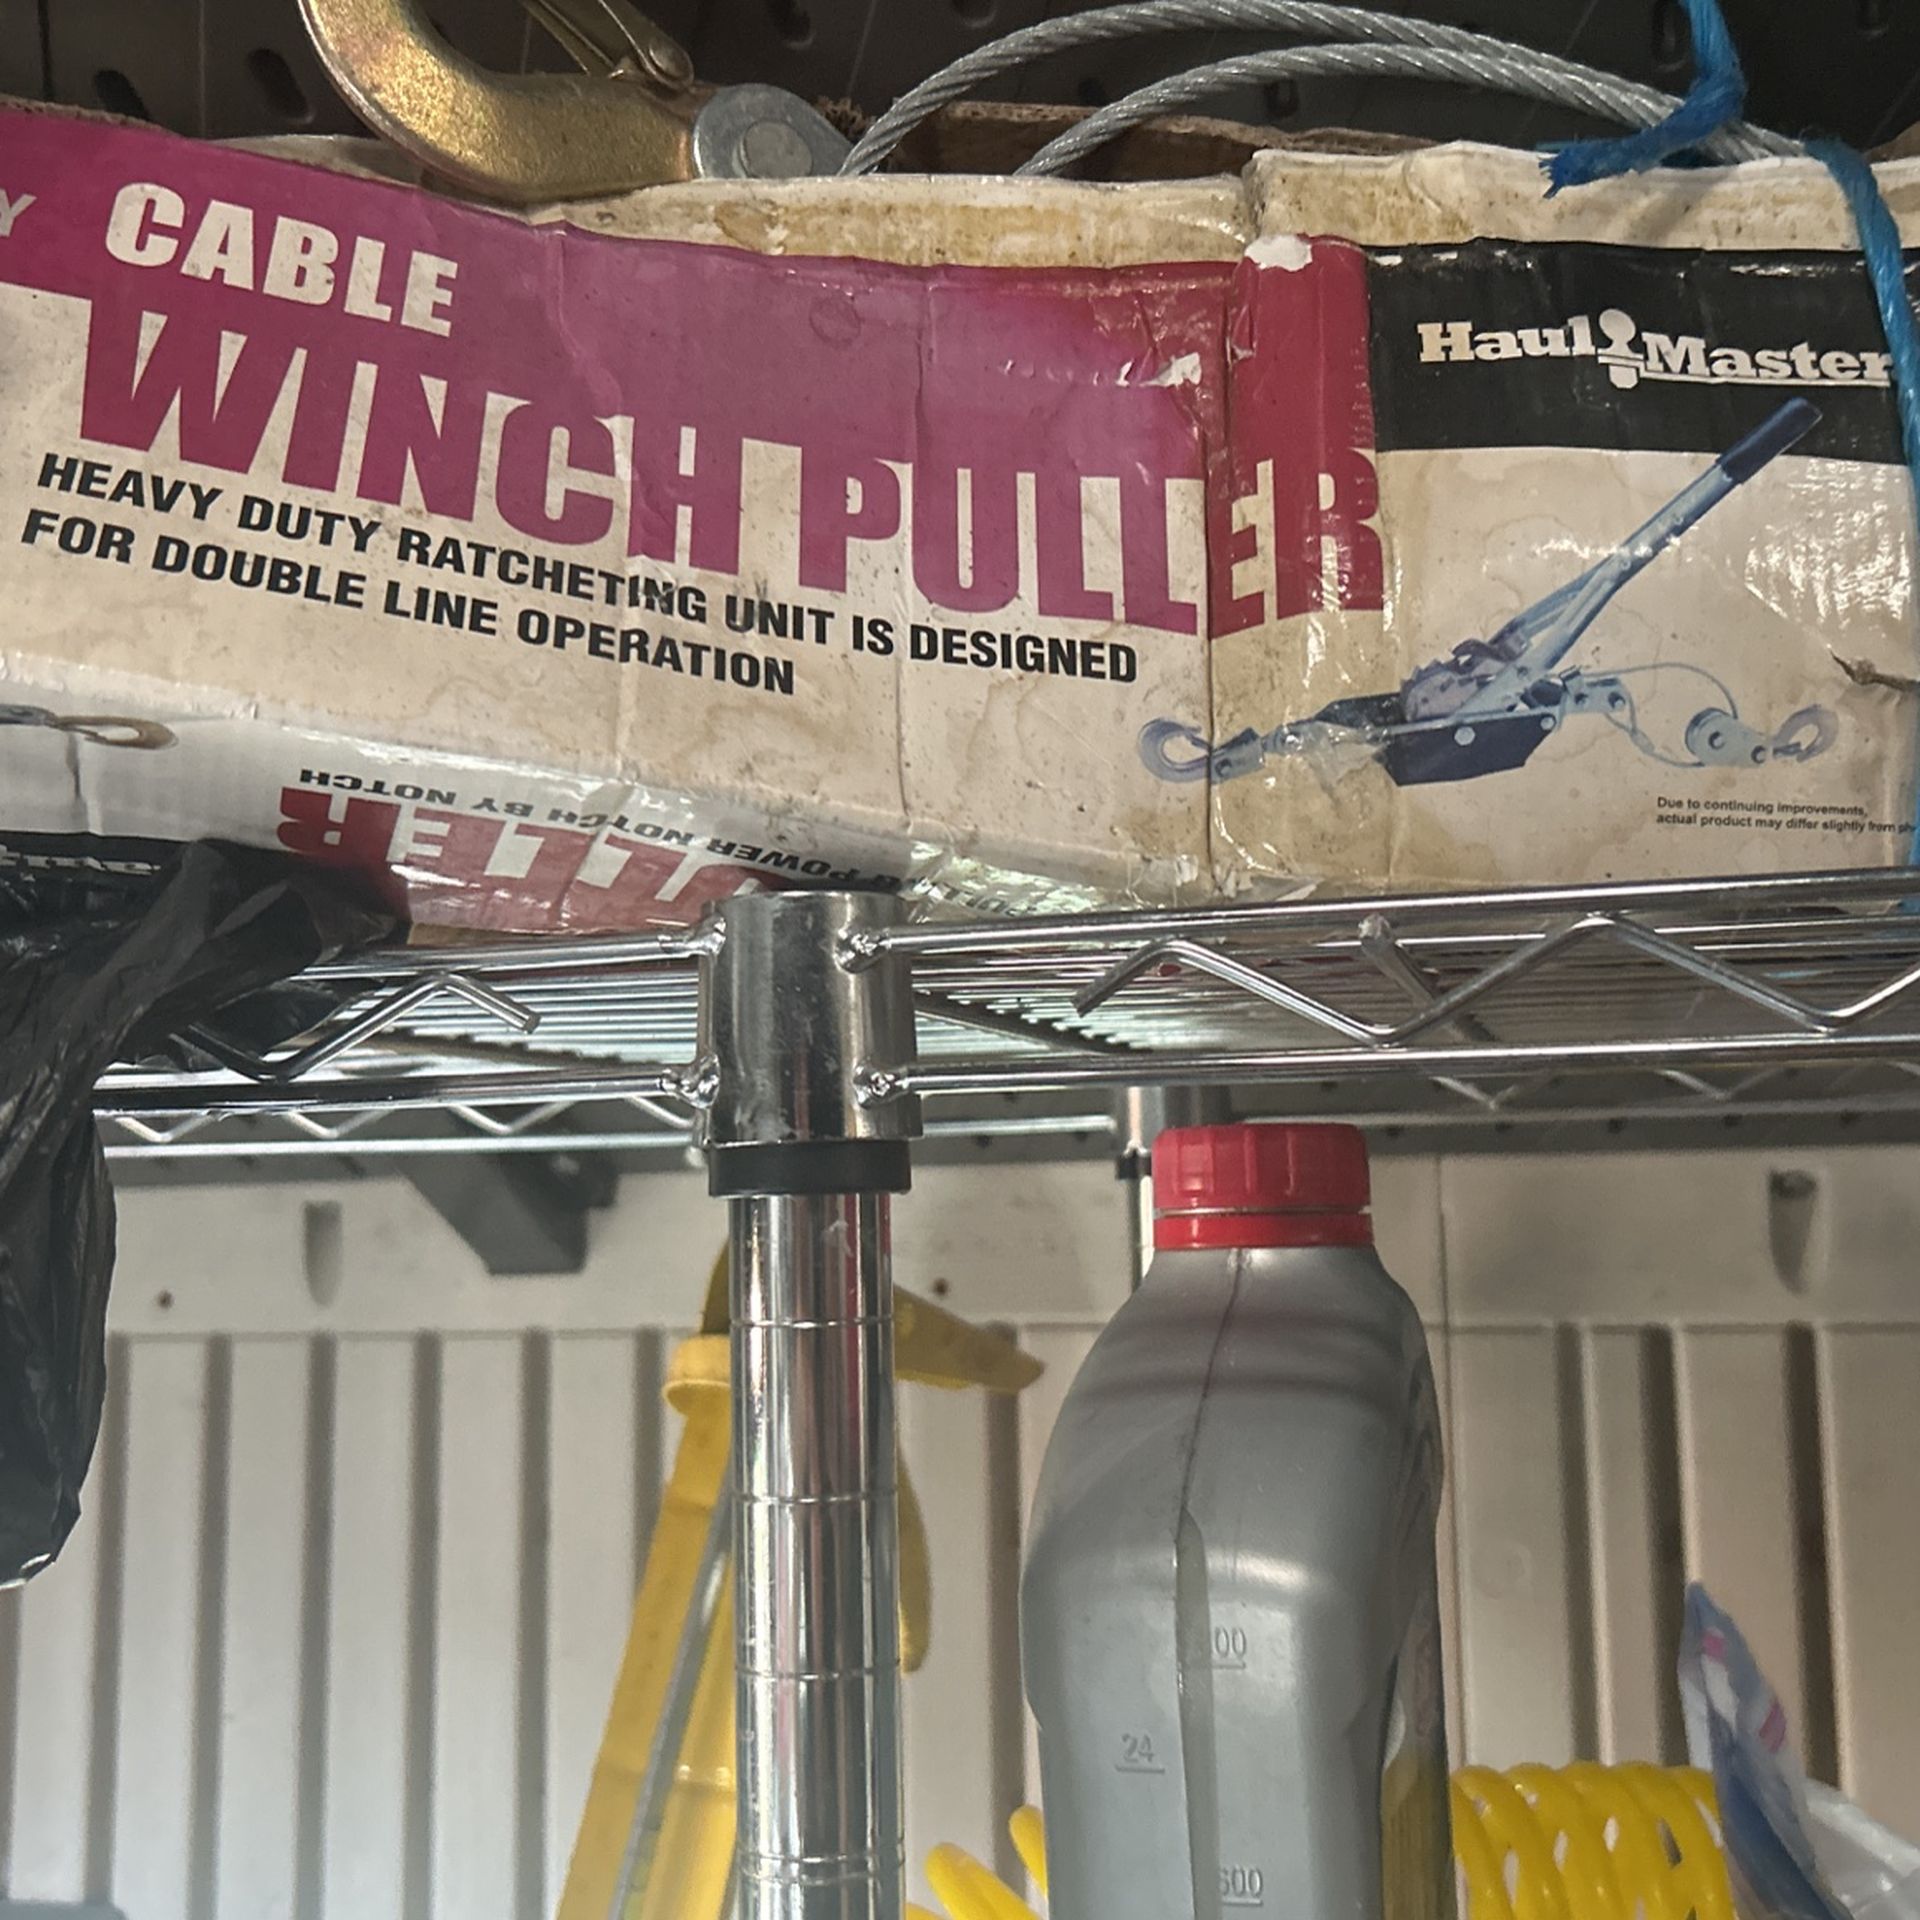 Y CABLE
WINCH PULLER
HEAVY DUTY RATCHETING UNIT IS DESIGNED
FOR DOUBLE LINE OPERATION
Haul Master
Due to continuing improvements,
actual product may differ slightly from
POWER NOTCH BY NOTCH
24
600